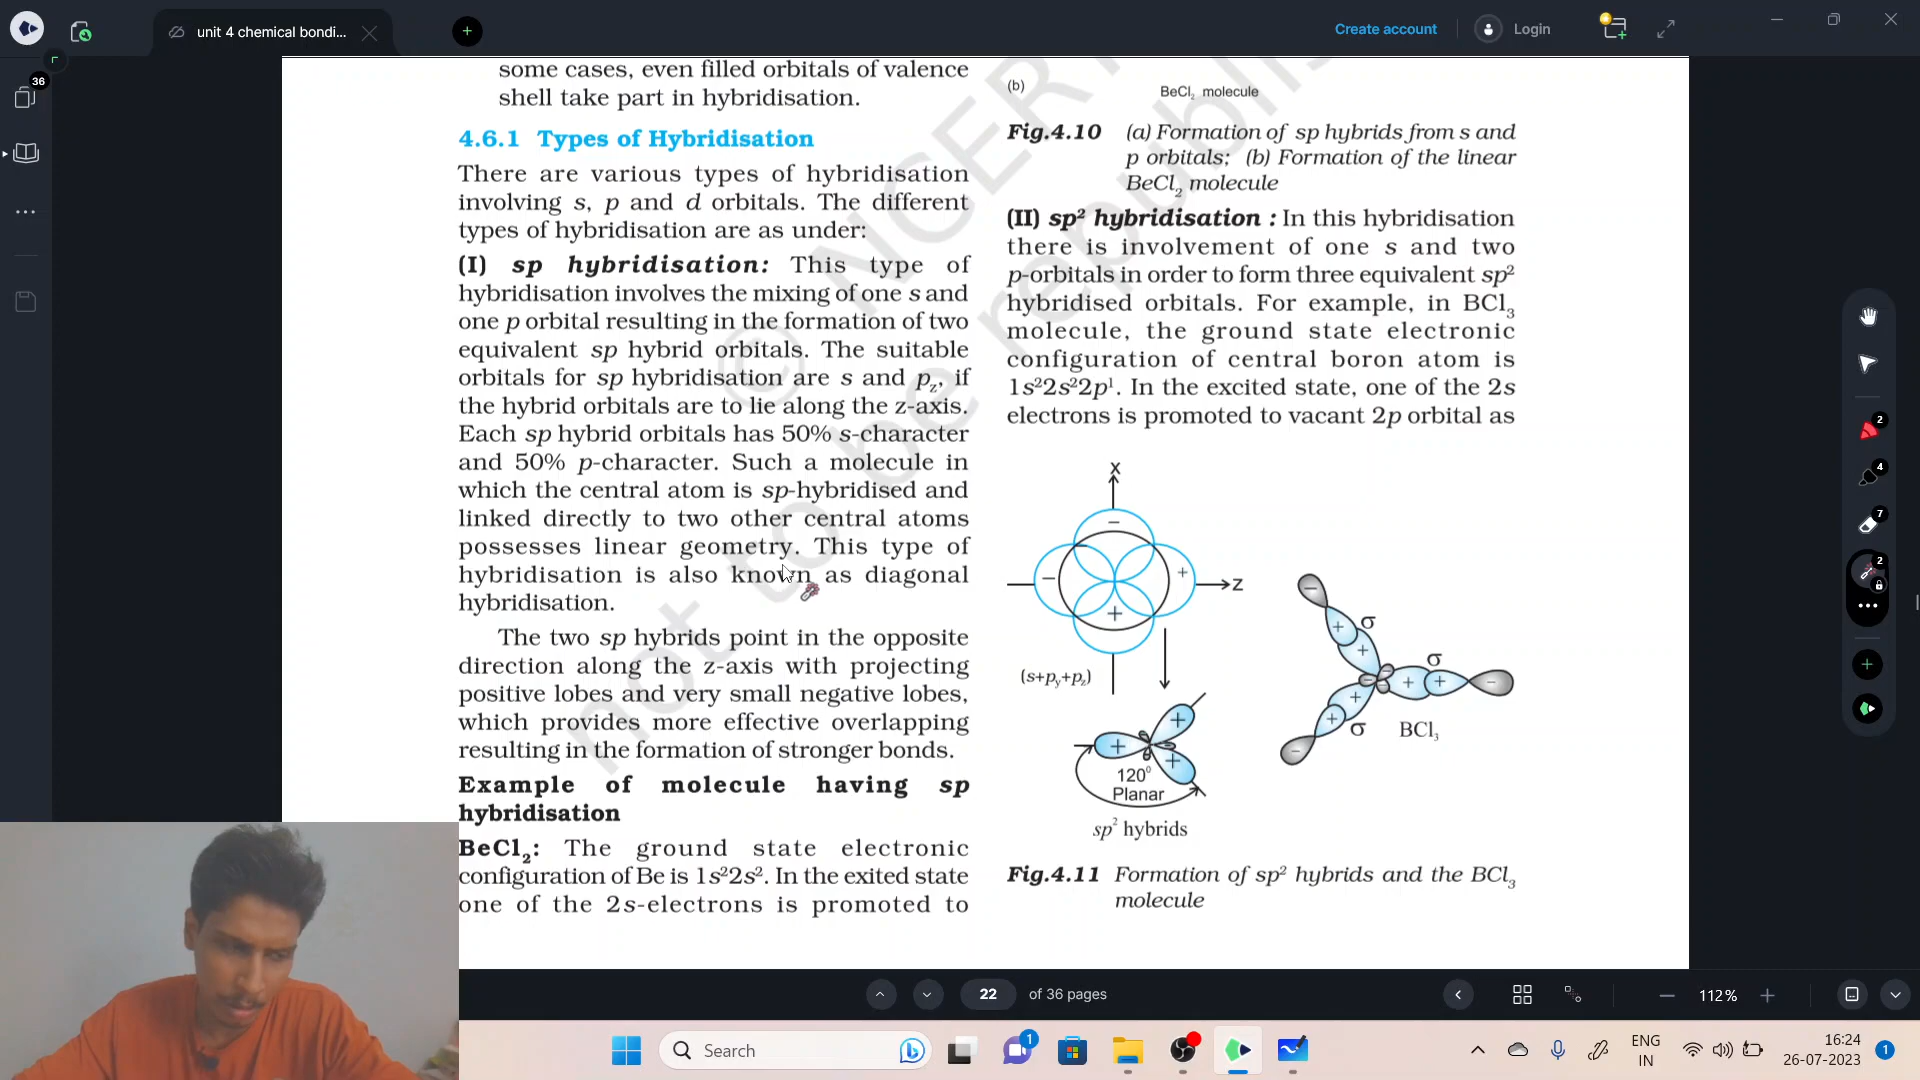 unit 4 chemical bondi...
Create account
Login
36
some cases, even filled orbitals of valence
shell take part in hybridisation.
4.6.1 Types of Hybridisation
There are various types of hybridisation
involving s, p and d orbitals. The different
types of hybridisation are as under:
(I) sp hybridisation: This type of
hybridisation involves the mixing of one s and
one p orbital resulting in the formation of two
equivalent sp hybrid orbitals. The suitable
orbitals for sp hybridisation are s and pz, if
the hybrid orbitals are to lie along the z-axis.
Each sp hybrid orbitals has 50% s-character
and 50% p-character. Such a molecule in
which the central atom is sp-hybridised and
linked directly to two other central atoms
possesses linear geometry. This type of
hybridisation is also known as diagonal
hybridisation.
The two sp hybrids point in the opposite
direction along the z-axis with projecting
positive lobes and very small negative lobes,
which provides more effective overlapping
resulting in the formation of stronger bonds.
Example of molecule having sp
hybridisation
BeCl₂: The ground state electronic
configuration of Be is 1s²2s². In the exited state
one of the 2s-electrons is promoted to
(b)
BeCl₂ molecule
Fig.4.10 (a) Formation of sp hybrids from s and
p orbitals; (b) Formation of the linear
BeCl₂ molecule
(II) sp² hybridisation : In this hybridisation
there is involvement of one s and two
p-orbitals in order to form three equivalent sp²
hybridised orbitals. For example, in BCl₃
molecule, the ground state electronic
configuration of central boron atom is
1s²2s²2p¹. In the excited state, one of the 2s
electrons is promoted to vacant 2p orbital as
X
−
− +
Z
+
(s+py+pz)
+
+
+
120⁰
Planar
sp² hybrids
−
+ σ
+
σ
+ + −
+
+
σ
−
BCl₃
Fig.4.11 Formation of sp² hybrids and the BCl₃
molecule
© NCERT
not to be republis
2
4
7
2
22
of 36 pages
112%
Search
1
ENG
IN
16:24
26-07-2023
1